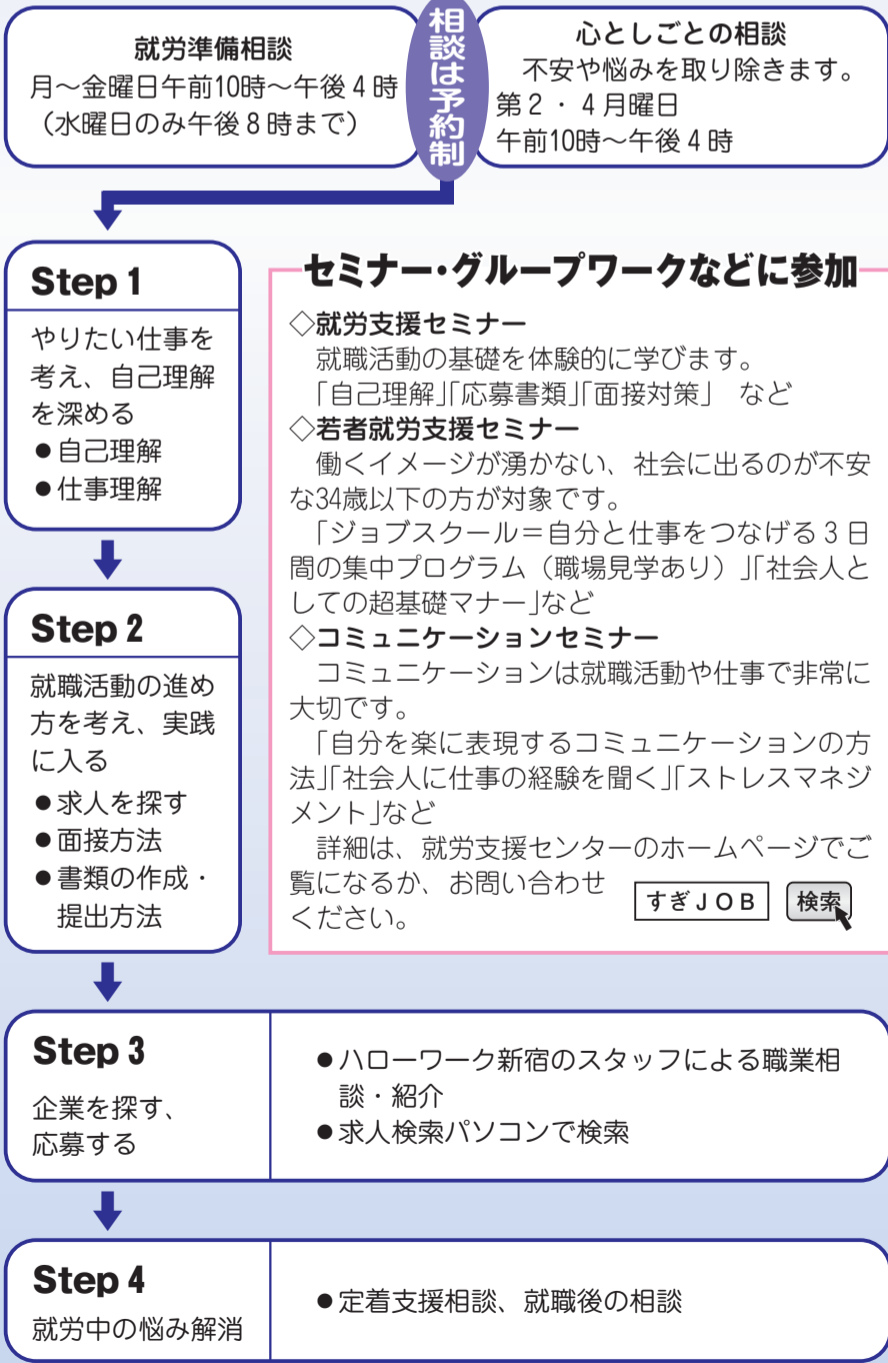 就労準備相談
月～金曜日午前10時～午後4時
（水曜日のみ午後8時まで）
相談は予約制
心としごとの相談
不安や悩みを取り除きます。
第2・4月曜日
午前10時～午後4時
Step 1
やりたい仕事を
考え、自己理解
を深める
●自己理解
●仕事理解
Step 2
就職活動の進め
方を考え、実践
に入る
●求人を探す
●面接方法
●書類の作成・
提出方法
セミナー・グループワークなどに参加
◇就労支援セミナー
就職活動の基礎を体験的に学びます。
「自己理解」「応募書類」「面接対策」 など
◇若者就労支援セミナー
働くイメージが湧かない、社会に出るのが不安
な34歳以下の方が対象です。
「ジョブスクール＝自分と仕事をつなげる3日
間の集中プログラム（職場見学あり）」「社会人と
しての超基礎マナー」など
◇コミュニケーションセミナー
コミュニケーションは就職活動や仕事で非常に
大切です。
「自分を楽に表現するコミュニケーションの方
法」「社会人に仕事の経験を聞く」「ストレスマネジ
メント」など
詳細は、就労支援センターのホームページでご
覧になるか、お問い合わせ
ください。
すぎJOB 検索
Step 3
企業を探す、
応募する
●ハローワーク新宿のスタッフによる職業相
談・紹介
●求人検索パソコンで検索
Step 4
就労中の悩み解消
●定着支援相談、就職後の相談